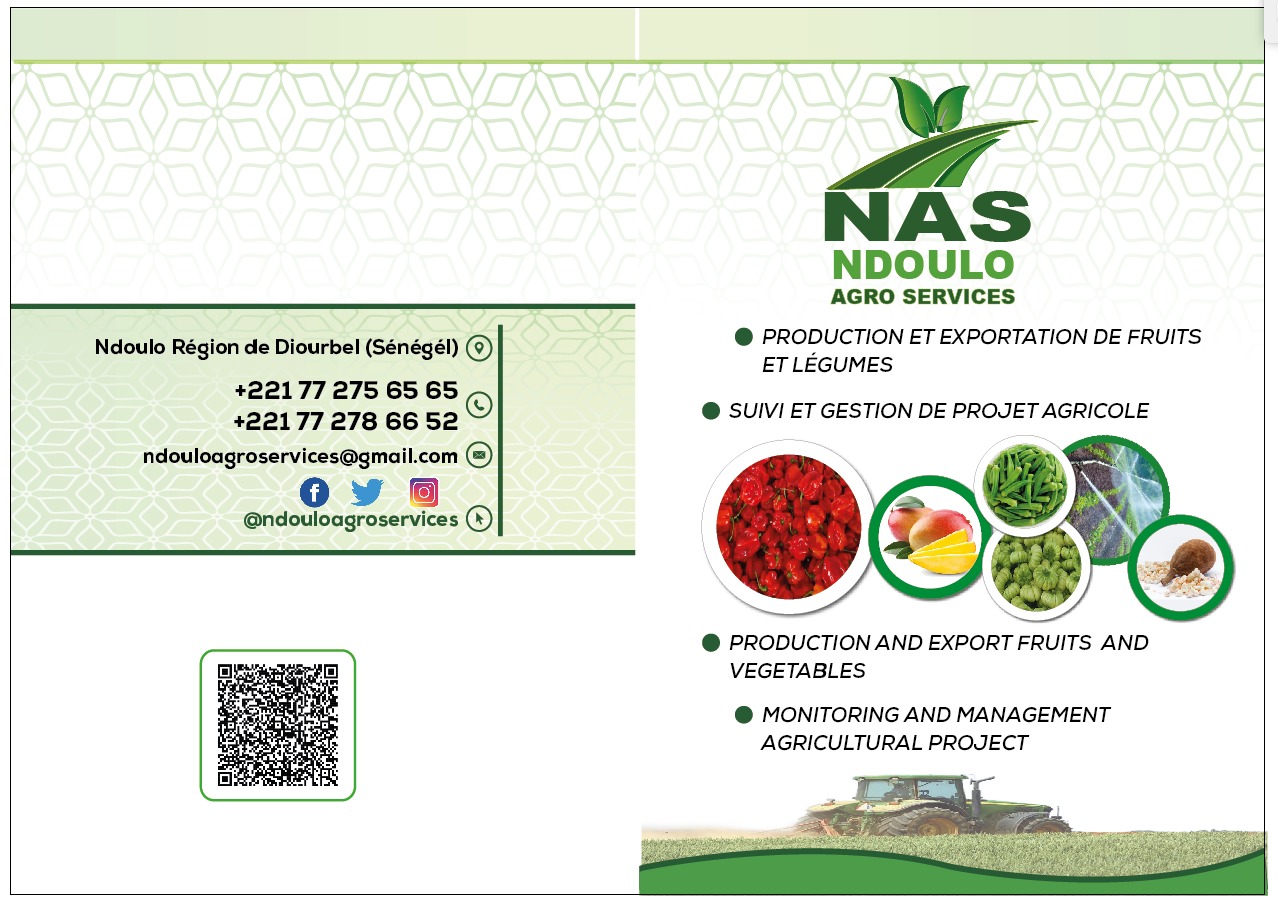 Ndoulo Région de Diourbel (Sénégél)
+221 77 275 65 65
+221 77 278 66 52
ndouloagroservices@gmail.com
@ndouloagroservices
NAS
NDOULO
AGRO SERVICES
PRODUCTION ET EXPORTATION DE FRUITS
ET LÉGUMES
SUIVI ET GESTION DE PROJET AGRICOLE
PRODUCTION AND EXPORT FRUITS AND
VEGETABLES
MONITORING AND MANAGEMENT
AGRICULTURAL PROJECT